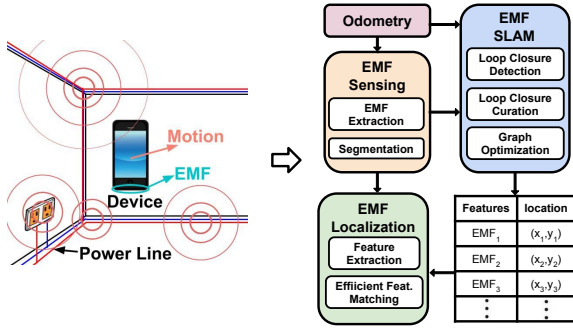 Motion
EMF
Device
Power Line
Odometry
EMF
Sensing
EMF
Extraction
Segmentation
EMF
SLAM
Loop Closure
Detection
Loop Closure
Curation
Graph
Optimization
EMF
Localization
Feature
Extraction
Effiicient Feat.
Matching
Features location
EMF1 (x1,y1)
EMF2 (x2,y2)
EMF3 (x3,y3)
⋮ ⋮